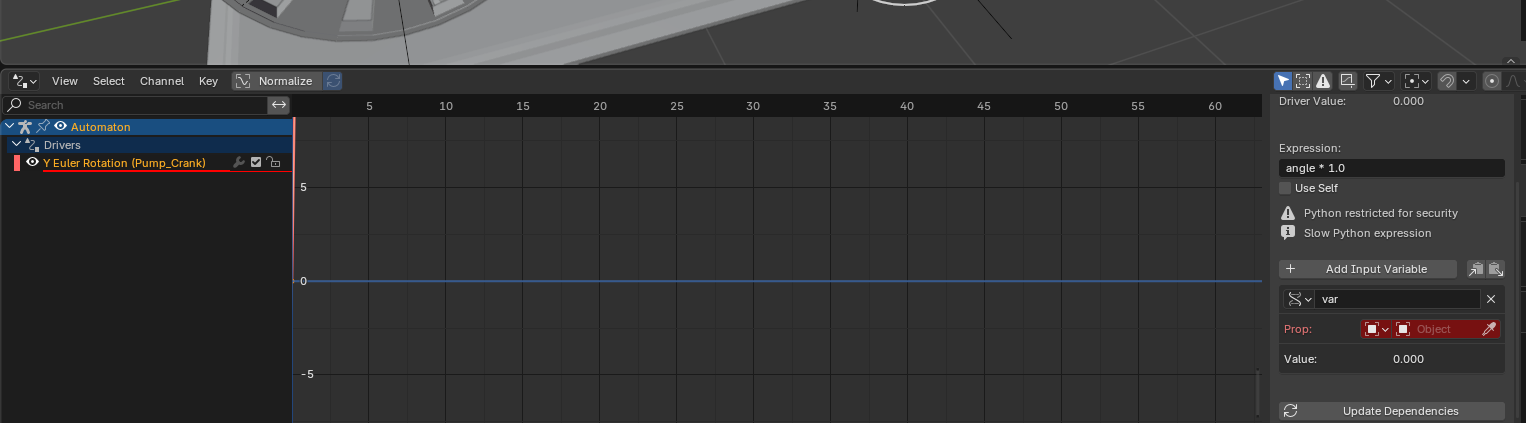 View Select Channel Key Normalize
Search
5 10 15 20 25 30 35 40 45 50 55 60
Automaton
Drivers
Y Euler Rotation (Pump_Crank)
5
0
-5
Driver Value: 0.000
Expression:
angle * 1.0
Use Self
Python restricted for security
Slow Python expression
Add Input Variable
var
Prop: Object
Value: 0.000
Update Dependencies